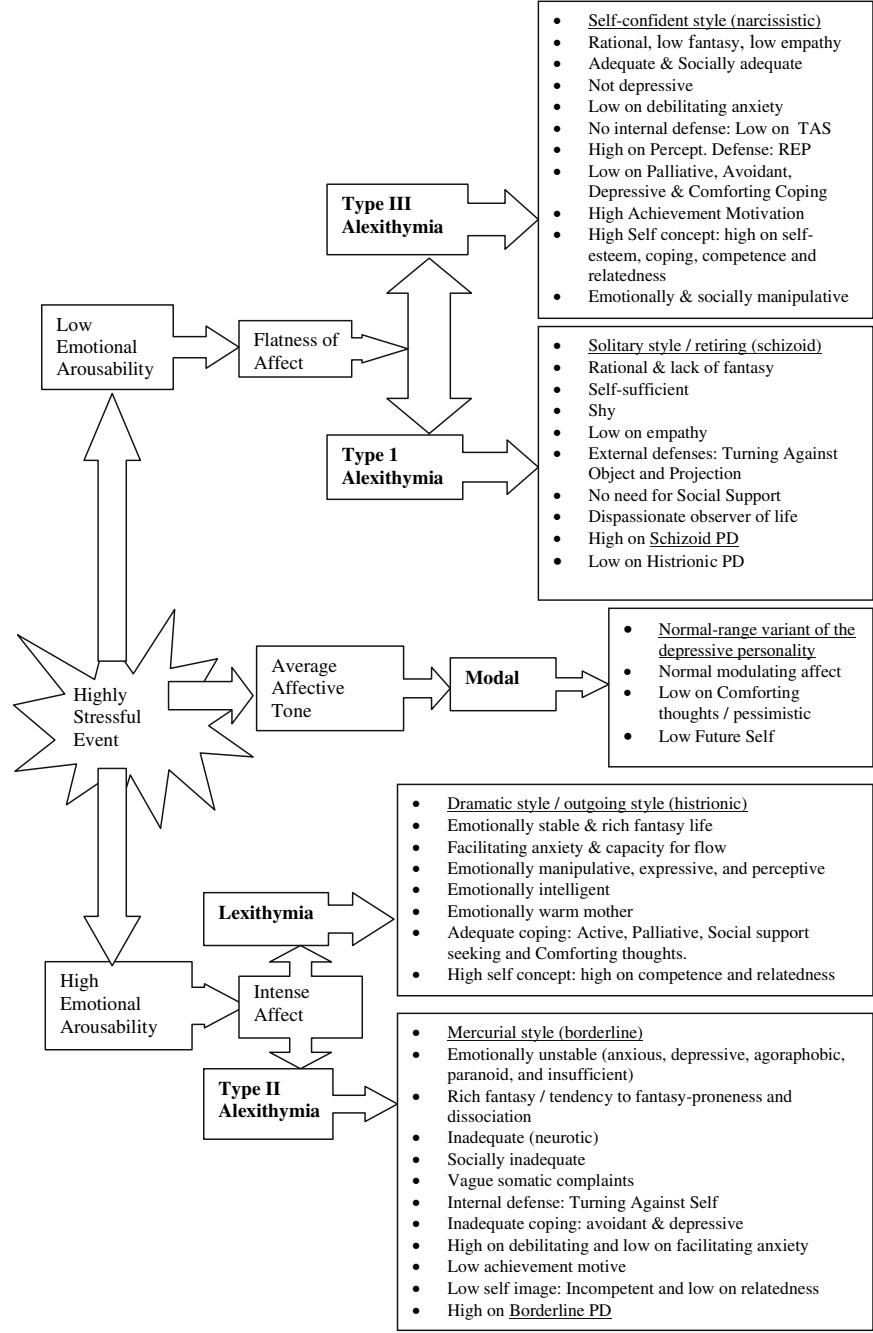 • Self-confident style (narcissistic)
• Rational, low fantasy, low empathy
• Adequate & Socially adequate
• Not depressive
• Low on debilitating anxiety
• No internal defense: Low on TAS
• High on Percept. Defense: REP
• Low on Palliative, Avoidant,
Depressive & Comforting Coping
• High Achievement Motivation
• High Self concept: high on self-
esteem, coping, competence and
relatedness
• Emotionally & socially manipulative
Type III
Alexithymia
Low
Emotional
Arousability
Flatness of
Affect
Type 1
Alexithymia
• Solitary style / retiring (schizoid)
• Rational & lack of fantasy
• Self-sufficient
• Shy
• Low on empathy
• External defenses: Turning Against
Object and Projection
• No need for Social Support
• Dispassionate observer of life
• High on Schizoid PD
• Low on Histrionic PD
Highly
Stressful
Event
Average
Affective
Tone
Modal
• Normal-range variant of the
depressive personality
• Normal modulating affect
• Low on Comforting
thoughts / pessimistic
• Low Future Self
• Dramatic style / outgoing style (histrionic)
• Emotionally stable & rich fantasy life
• Facilitating anxiety & capacity for flow
• Emotionally manipulative, expressive, and perceptive
• Emotionally intelligent
• Emotionally warm mother
• Adequate coping: Active, Palliative, Social support
seeking and Comforting thoughts.
• High self concept: high on competence and relatedness
Lexithymia
High
Emotional
Arousability
Intense
Affect
Type II
Alexithymia
• Mercurial style (borderline)
• Emotionally unstable (anxious, depressive, agoraphobic,
paranoid, and insufficient)
• Rich fantasy / tendency to fantasy-proneness and
dissociation
• Inadequate (neurotic)
• Socially inadequate
• Vague somatic complaints
• Internal defense: Turning Against Self
• Inadequate coping: avoidant & depressive
• High on debilitating and low on facilitating anxiety
• Low achievement motive
• Low self image: Incompetent and low on relatedness
• High on Borderline PD